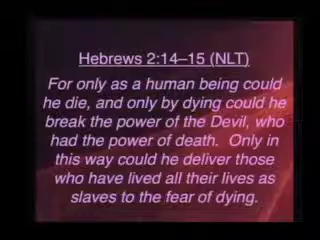 Hebrews 2:14–15 (NLT)
For only as a human being could
he die, and only by dying could he
break the power of the Devil, who
had the power of death.  Only in
this way could he deliver those
who have lived all their lives as
slaves to the fear of dying.